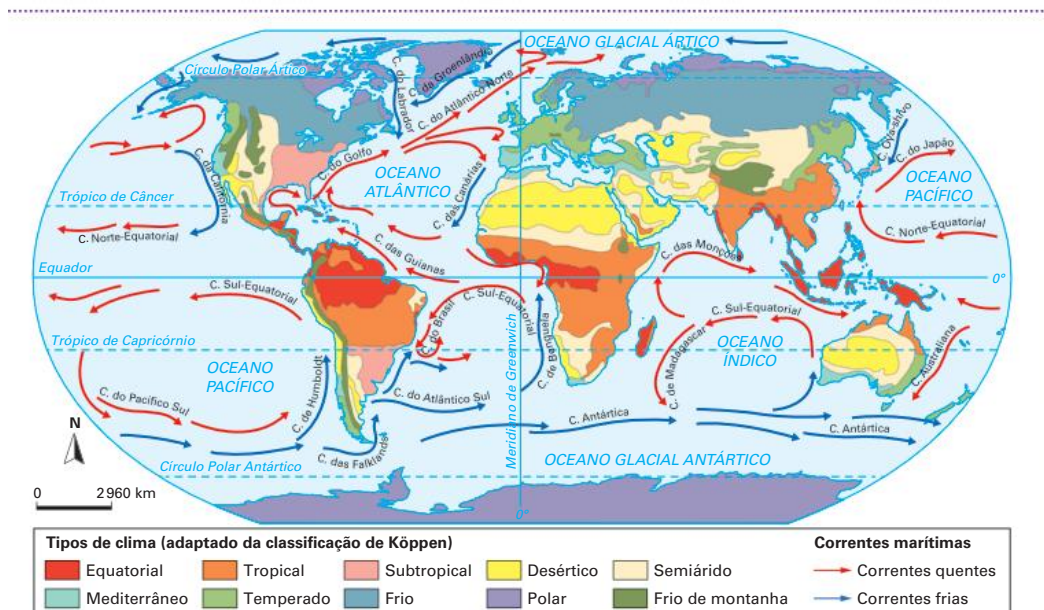 OCEANO GLACIAL ÁRTICO
Círculo Polar Ártico
C. da Groenlândia
C. do Labrador
C. do Atlântico Norte
C. Oya-shivo
C. do Japão
C. da Califórnia
C. do Golfo
OCEANO
ATLÂNTICO
C. das Canárias
OCEANO
PACÍFICO
Trópico de Câncer
C. Norte-Equatorial
C. Norte-Equatorial
C. das Guianas
C. das Monções
Equador
0°
C. Sul-Equatorial
C. do Brasil
C. Sul-Equatorial
C. Sul-Equatorial
C. de Benguela
C. de Madagascar
Trópico de Capricórnio
OCEANO
PACÍFICO
OCEANO
ÍNDICO
C. Australiana
C. do Pacífico Sul
C. de Humboldt
C. do Atlântico Sul
Meridiano de Greenwich
C. Antártica
C. Antártica
C. das Falklands
N
Círculo Polar Antártico
OCEANO GLACIAL ANTÁRTICO
0 2 960 km
0°
Tipos de clima (adaptado da classificação de Köppen)
Equatorial
Tropical
Subtropical
Desértico
Semiárido
Mediterrâneo
Temperado
Frio
Polar
Frio de montanha
Correntes marítimas
Correntes quentes
Correntes frias